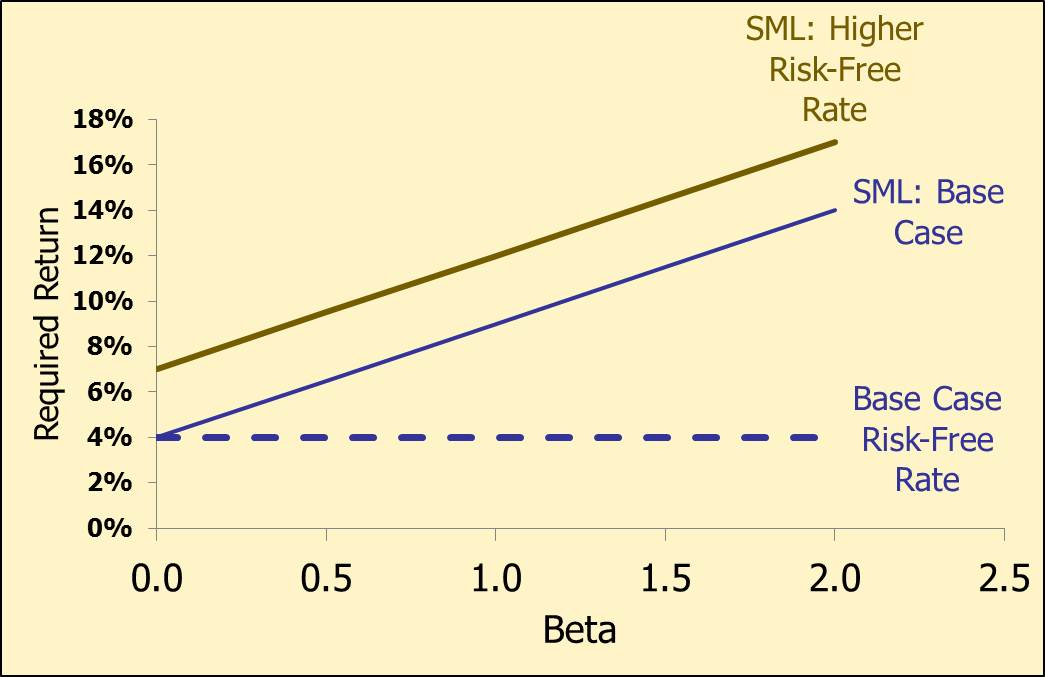 SML: Higher
Risk-Free
Rate
18%
16%
14%
12%
10%
8%
6%
4%
2%
0%
Required Return
SML: Base
Case
Base Case
Risk-Free
Rate
0.0 0.5 1.0 1.5 2.0 2.5
Beta